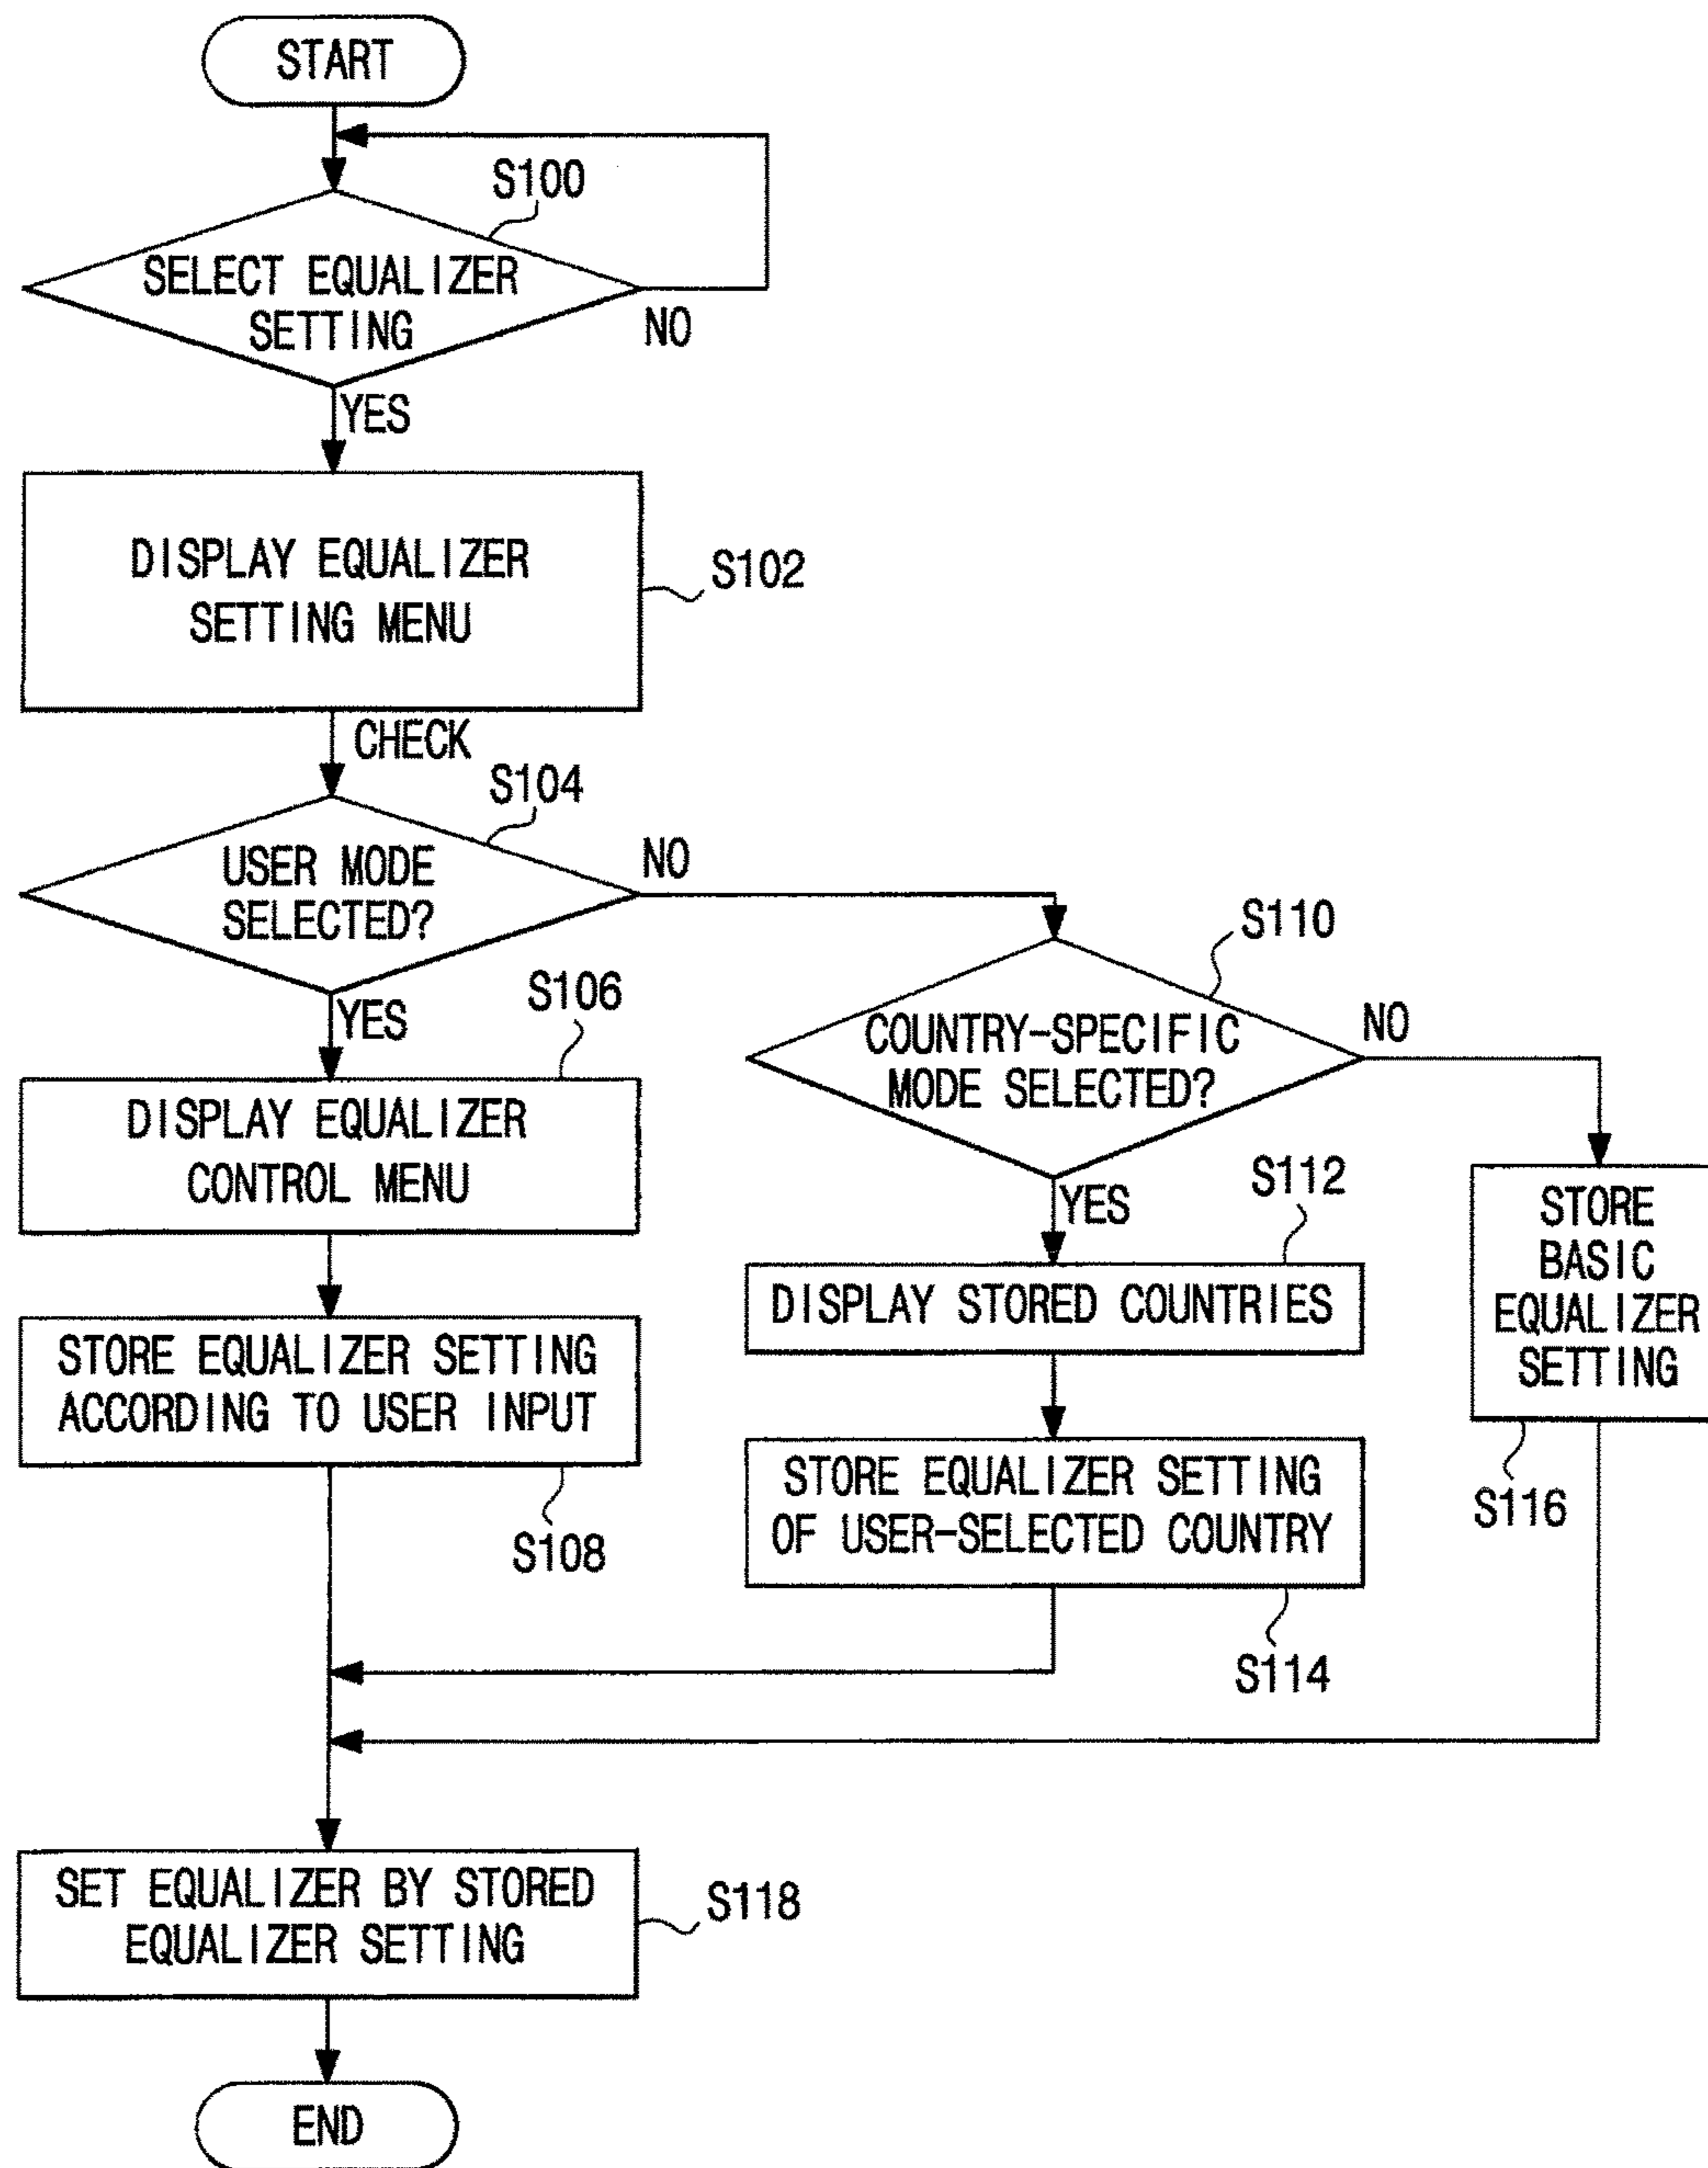 START
S100
SELECT EQUALIZER
SETTING
NO
YES
DISPLAY EQUALIZER
SETTING MENU
S102
CHECK
S104
USER MODE
SELECTED?
NO
YES
S106
DISPLAY EQUALIZER
CONTROL MENU
STORE EQUALIZER SETTING
ACCORDING TO USER INPUT
S108
S110
COUNTRY-SPECIFIC
MODE SELECTED?
NO
YES
S112
DISPLAY STORED COUNTRIES
STORE EQUALIZER SETTING
OF USER-SELECTED COUNTRY
S114
STORE
BASIC
EQUALIZER
SETTING
S116
SET EQUALIZER BY STORED
EQUALIZER SETTING
S118
END